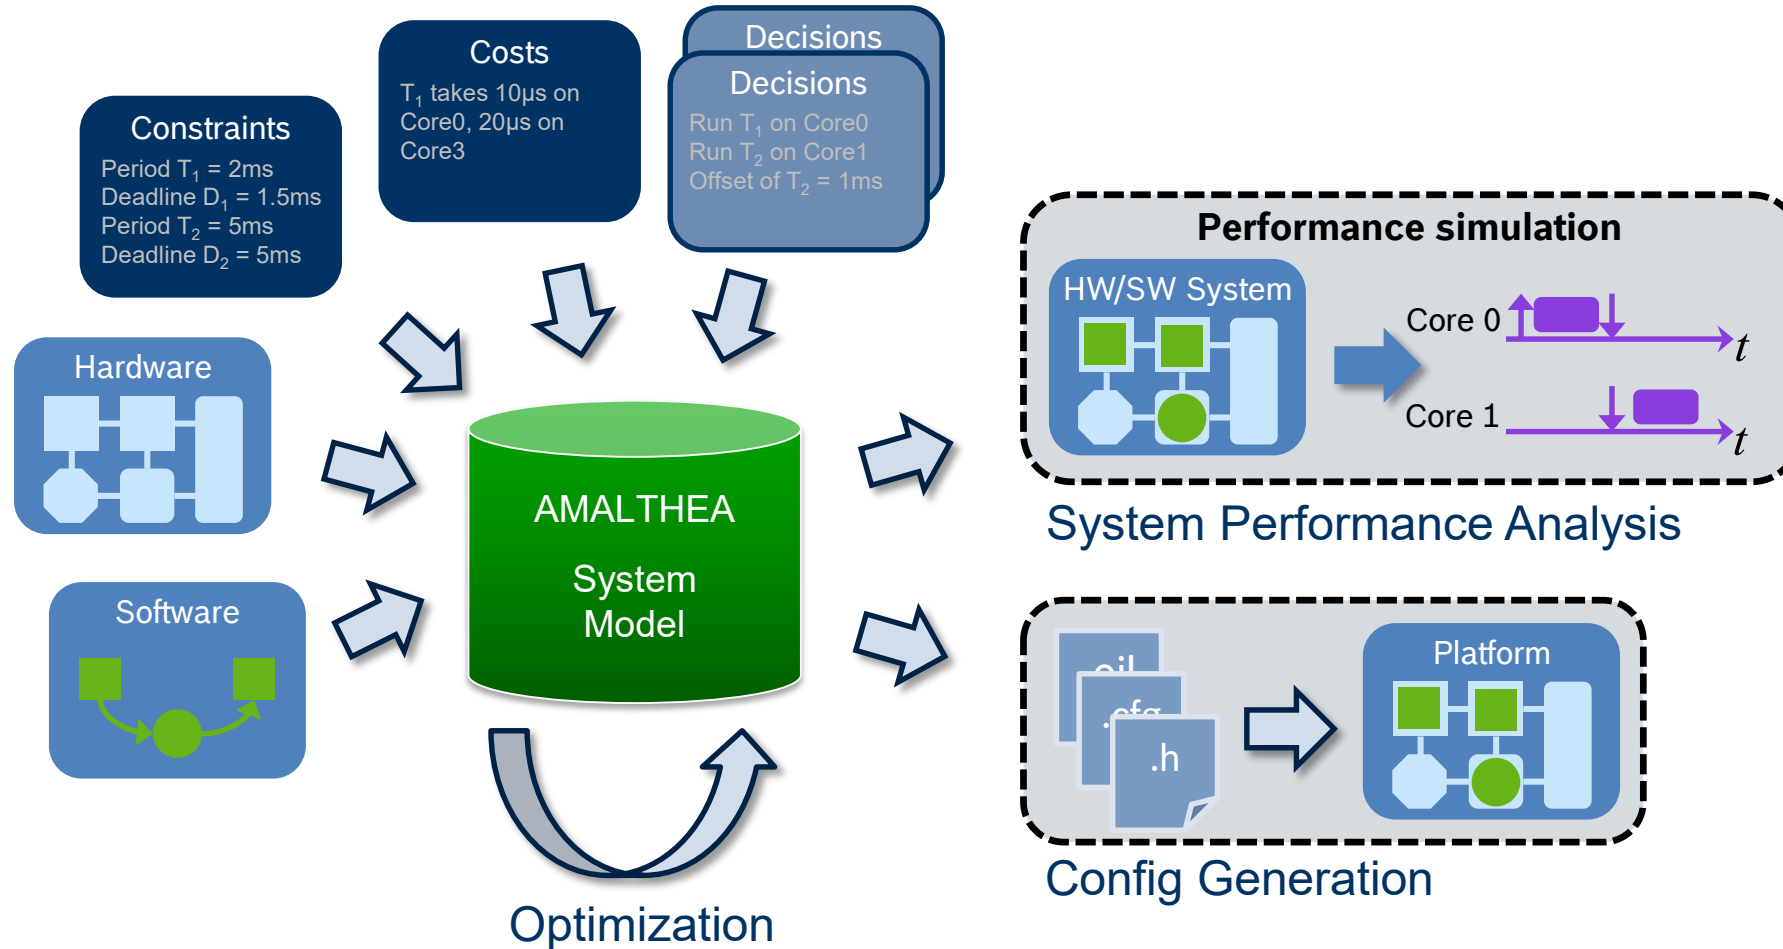 Costs
T1 takes 10µs on
Core0, 20µs on
Core3
Decisions
Decisions
Run T1 on Core0
Run T2 on Core1
Offset of T2 = 1ms
Constraints
Period T1 = 2ms
Deadline D1 = 1.5ms
Period T2 = 5ms
Deadline D2 = 5ms
Hardware
Software
AMALTHEA
System
Model
Optimization
Performance simulation
HW/SW System
Core 0
t
Core 1
t
System Performance Analysis
.oil
.cfg
.h
Platform
Config Generation